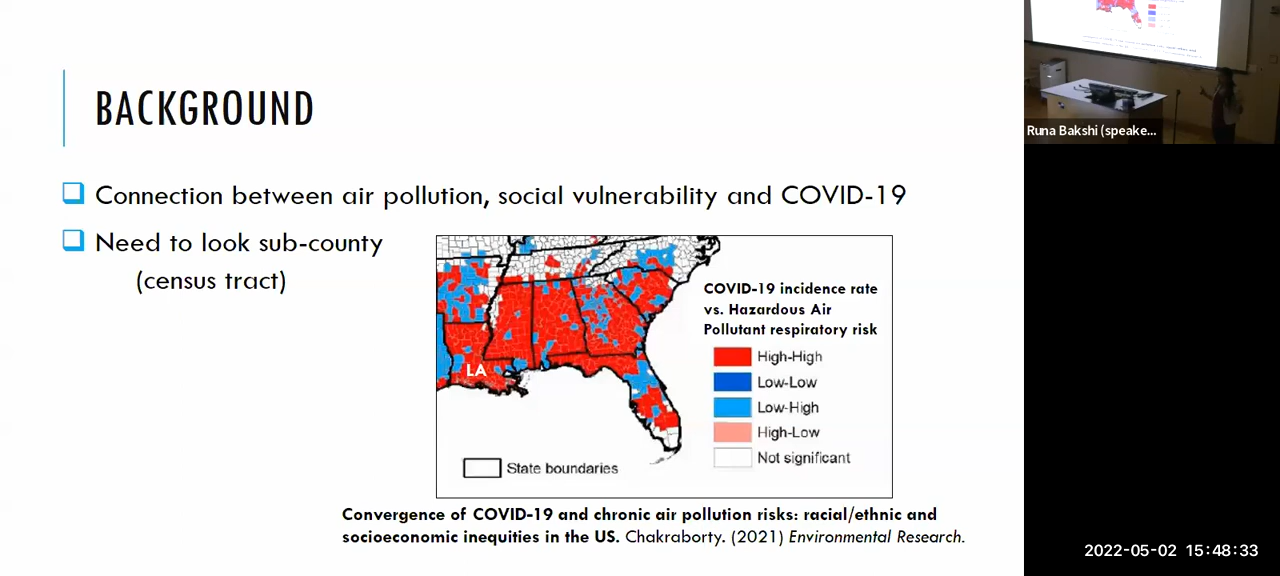 BACKGROUND
Connection between air pollution, social vulnerability and COVID-19
Need to look sub-county
(census tract)
COVID-19 incidence rate
vs. Hazardous Air
Pollutant respiratory risk
High-High
Low-Low
Low-High
High-Low
Not significant
LA
State boundaries
Convergence of COVID-19 and chronic air pollution risks: racial/ethnic and
socioeconomic inequities in the US. Chakraborty. (2021) Environmental Research.
Runa Bakshi (speake...
2022-05-02 15:48:33